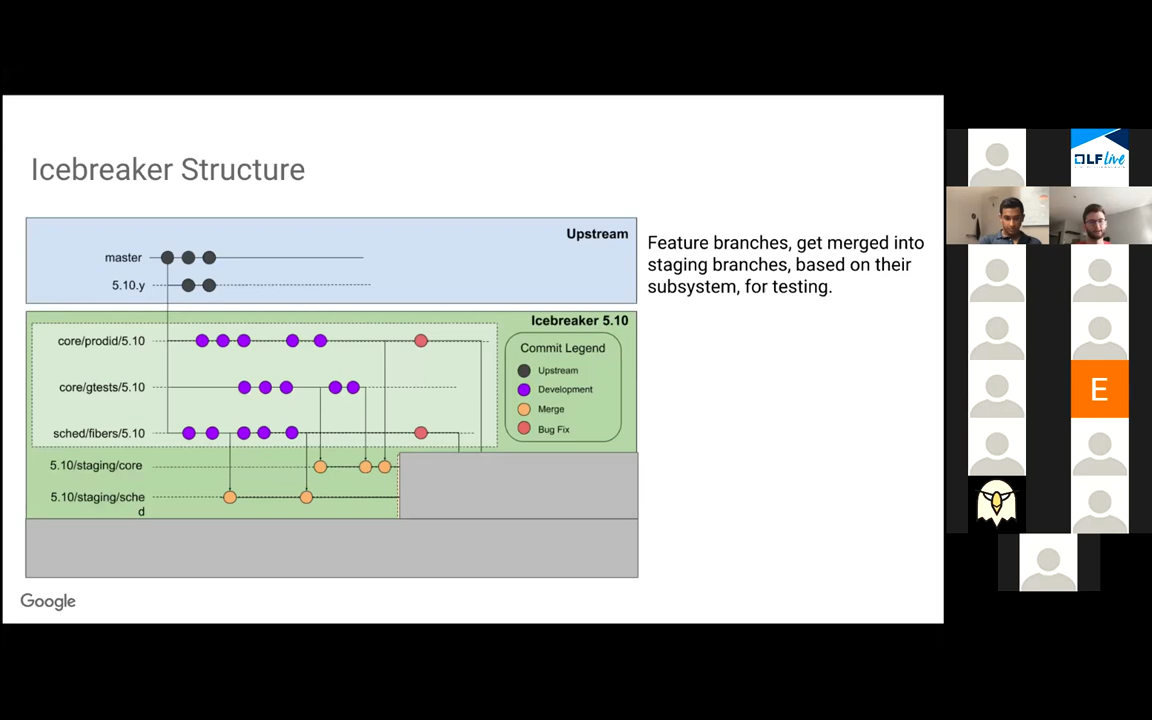 Icebreaker Structure
Upstream
master
5.10.y
Feature branches, get merged into
staging branches, based on their
subsystem, for testing.
Icebreaker 5.10
core/prodid/5.10
core/gtests/5.10
sched/fibers/5.10
5.10/staging/core
5.10/staging/sche
d
Commit Legend
Upstream
Development
Merge
Bug Fix
Google
LF Live
E